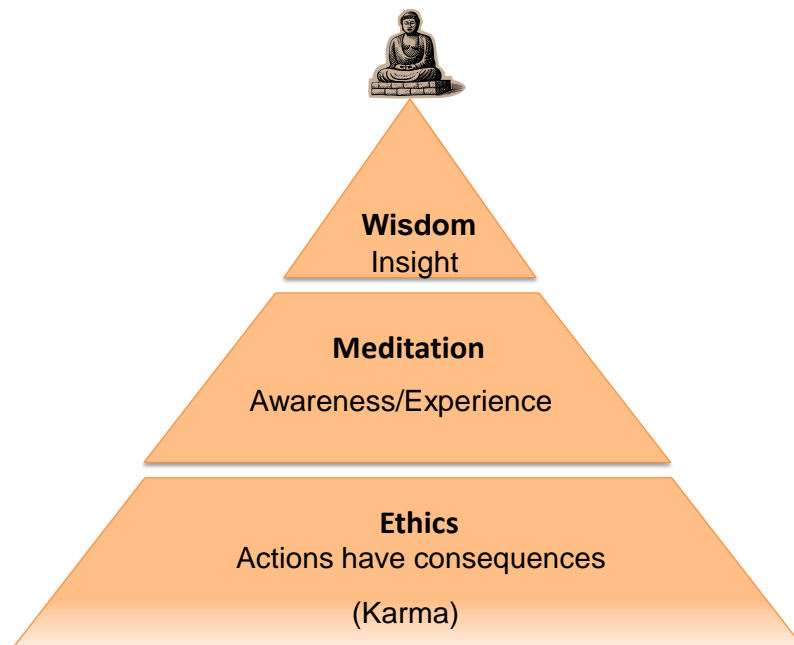 Wisdom
Insight
Meditation
Awareness/Experience
Ethics
Actions have consequences
(Karma)